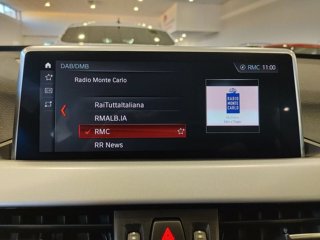 DAB/DMB
RMC 11:00
Radio Monte Carlo
RaiTuttaItaliana
RMALB.IA
RMC
RR News
RADIO
MONTE
CARLO